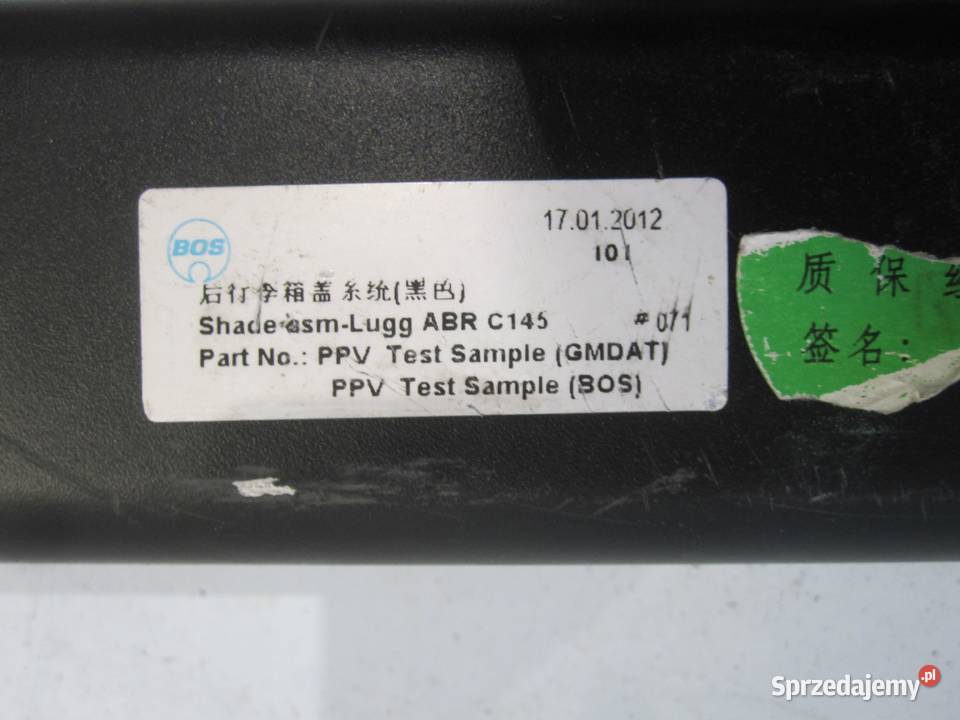 BOS
17.01.2012
101
后行李箱盖系统(黑色)
Shade asm-Lugg ABR C145 # 071
Part No.: PPV Test Sample (GMDAT)
PPV Test Sample (BOS)
质保
签名:
Sprzedajemy.pl